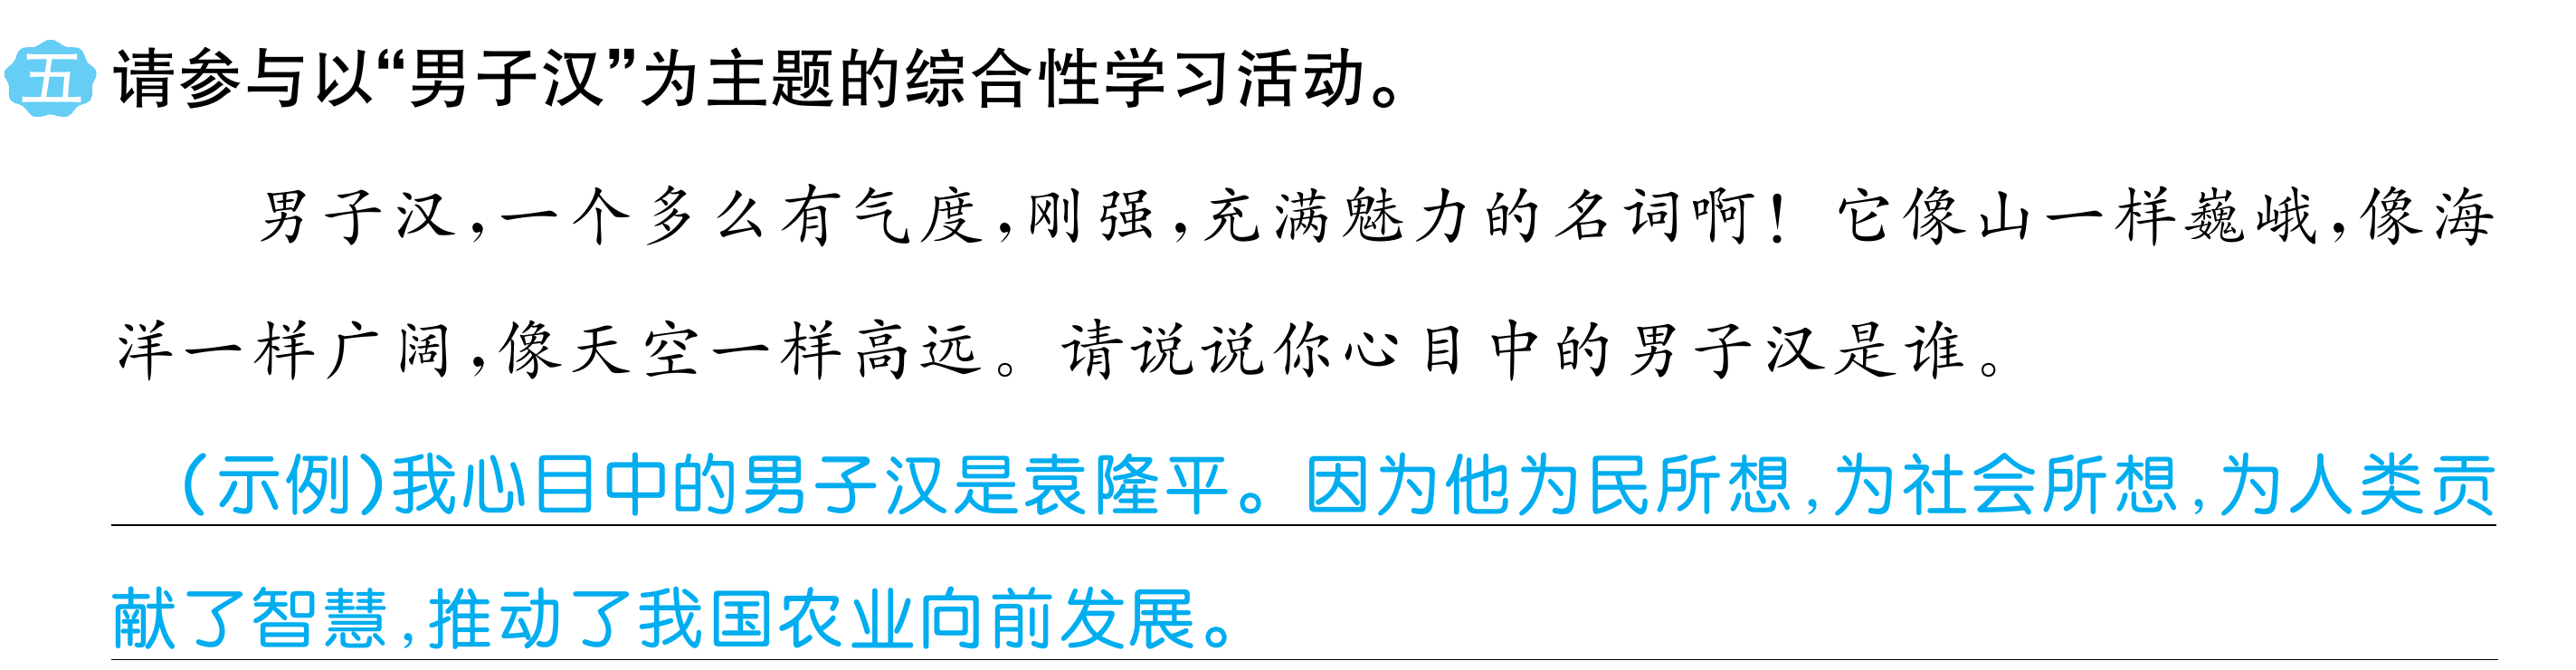 五 请参与以“男子汉”为主题的综合性学习活动。
男子汉,一个多么有气度,刚强,充满魅力的名词啊！它像山一样巍峨,像海
洋一样广阔,像天空一样高远。请说说你心目中的男子汉是谁。
(示例)我心目中的男子汉是袁隆平。因为他为民所想,为社会所想,为人类贡
献了智慧,推动了我国农业向前发展。